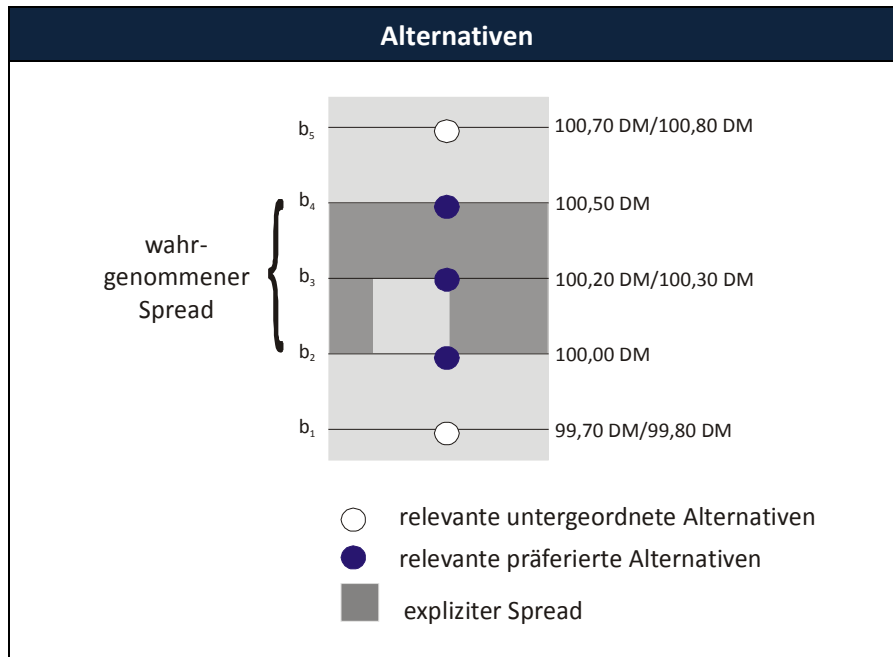 Alternativen
b5 100,70 DM/100,80 DM
b4 100,50 DM
wahr-
genommener
Spread
b3 100,20 DM/100,30 DM
b2 100,00 DM
b1 99,70 DM/99,80 DM
relevante untergeordnete Alternativen
relevante präferierte Alternativen
expliziter Spread